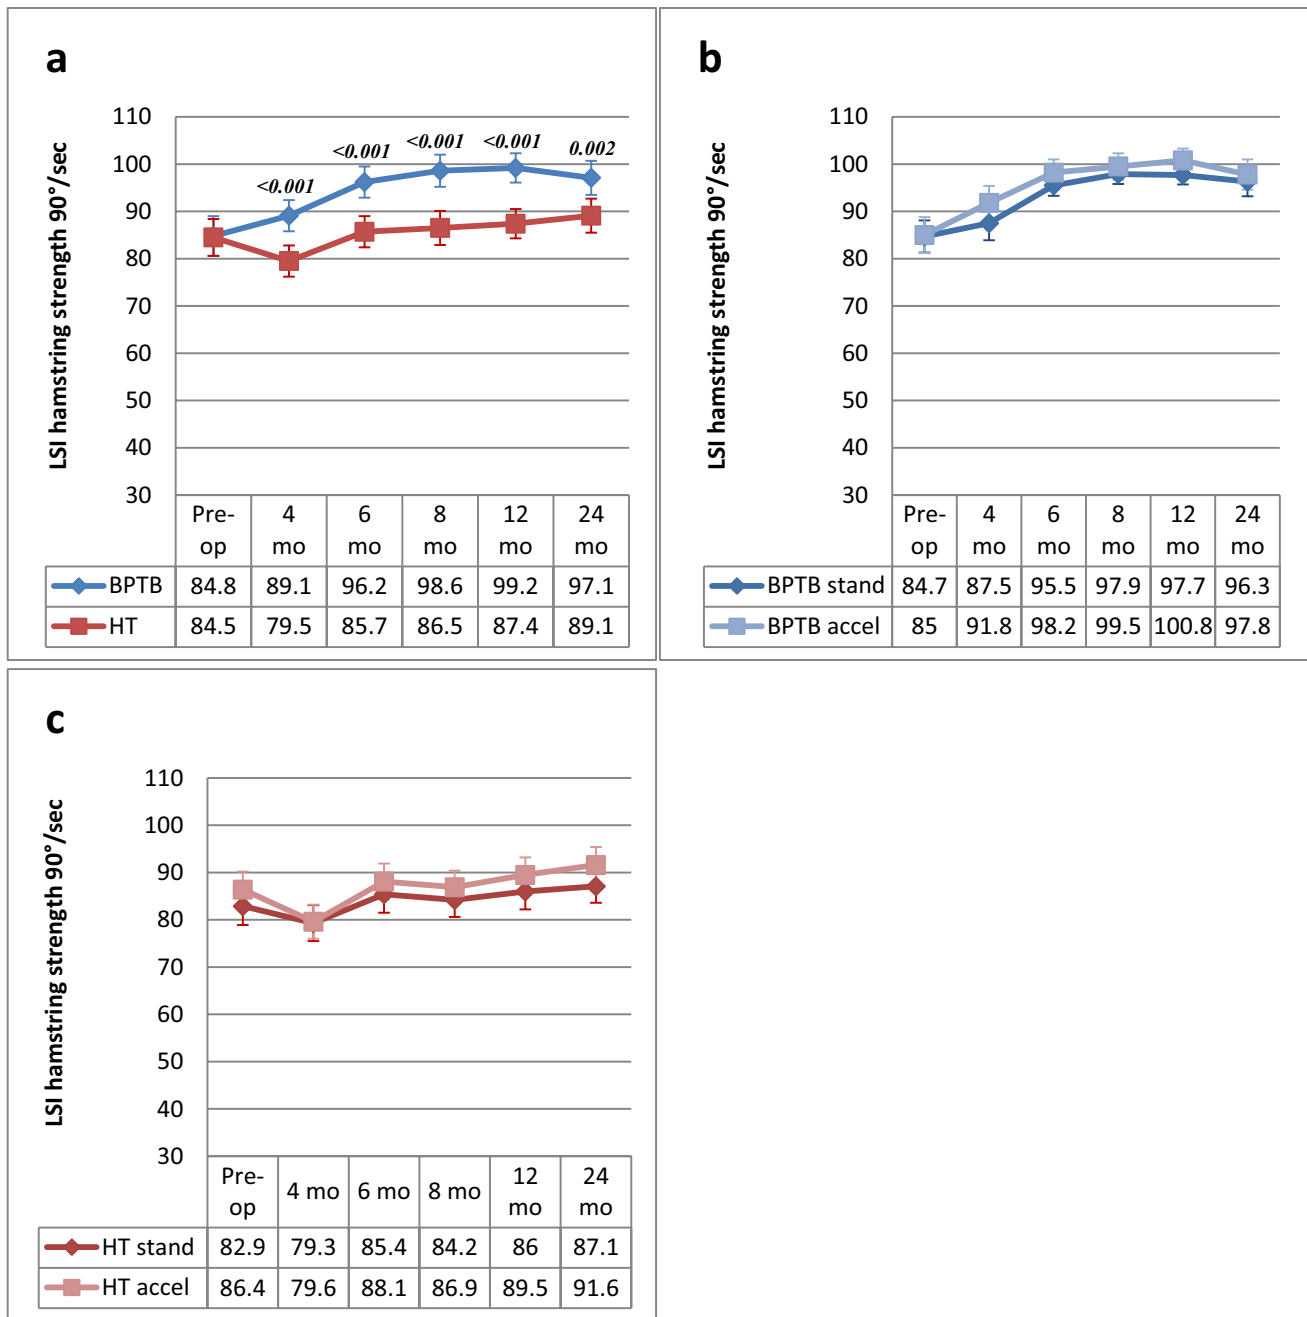 a
LSI hamstring strength 90°/sec
110
100
90
80
70
60
50
40
30
<0.001
<0.001
<0.001
<0.001
0.002
Pre-op 4 mo 6 mo 8 mo 12 mo 24 mo
BPTB 84.8 89.1 96.2 98.6 99.2 97.1
HT 84.5 79.5 85.7 86.5 87.4 89.1
b
LSI hamstring strength 90°/sec
110
100
90
80
70
60
50
40
30
Pre-op 4 mo 6 mo 8 mo 12 mo 24 mo
BPTB stand 84.7 87.5 95.5 97.9 97.7 96.3
BPTB accel 85 91.8 98.2 99.5 100.8 97.8
c
LSI hamstring strength 90°/sec
110
100
90
80
70
60
50
40
30
Pre-op 4 mo 6 mo 8 mo 12 mo 24 mo
HT stand 82.9 79.3 85.4 84.2 86 87.1
HT accel 86.4 79.6 88.1 86.9 89.5 91.6